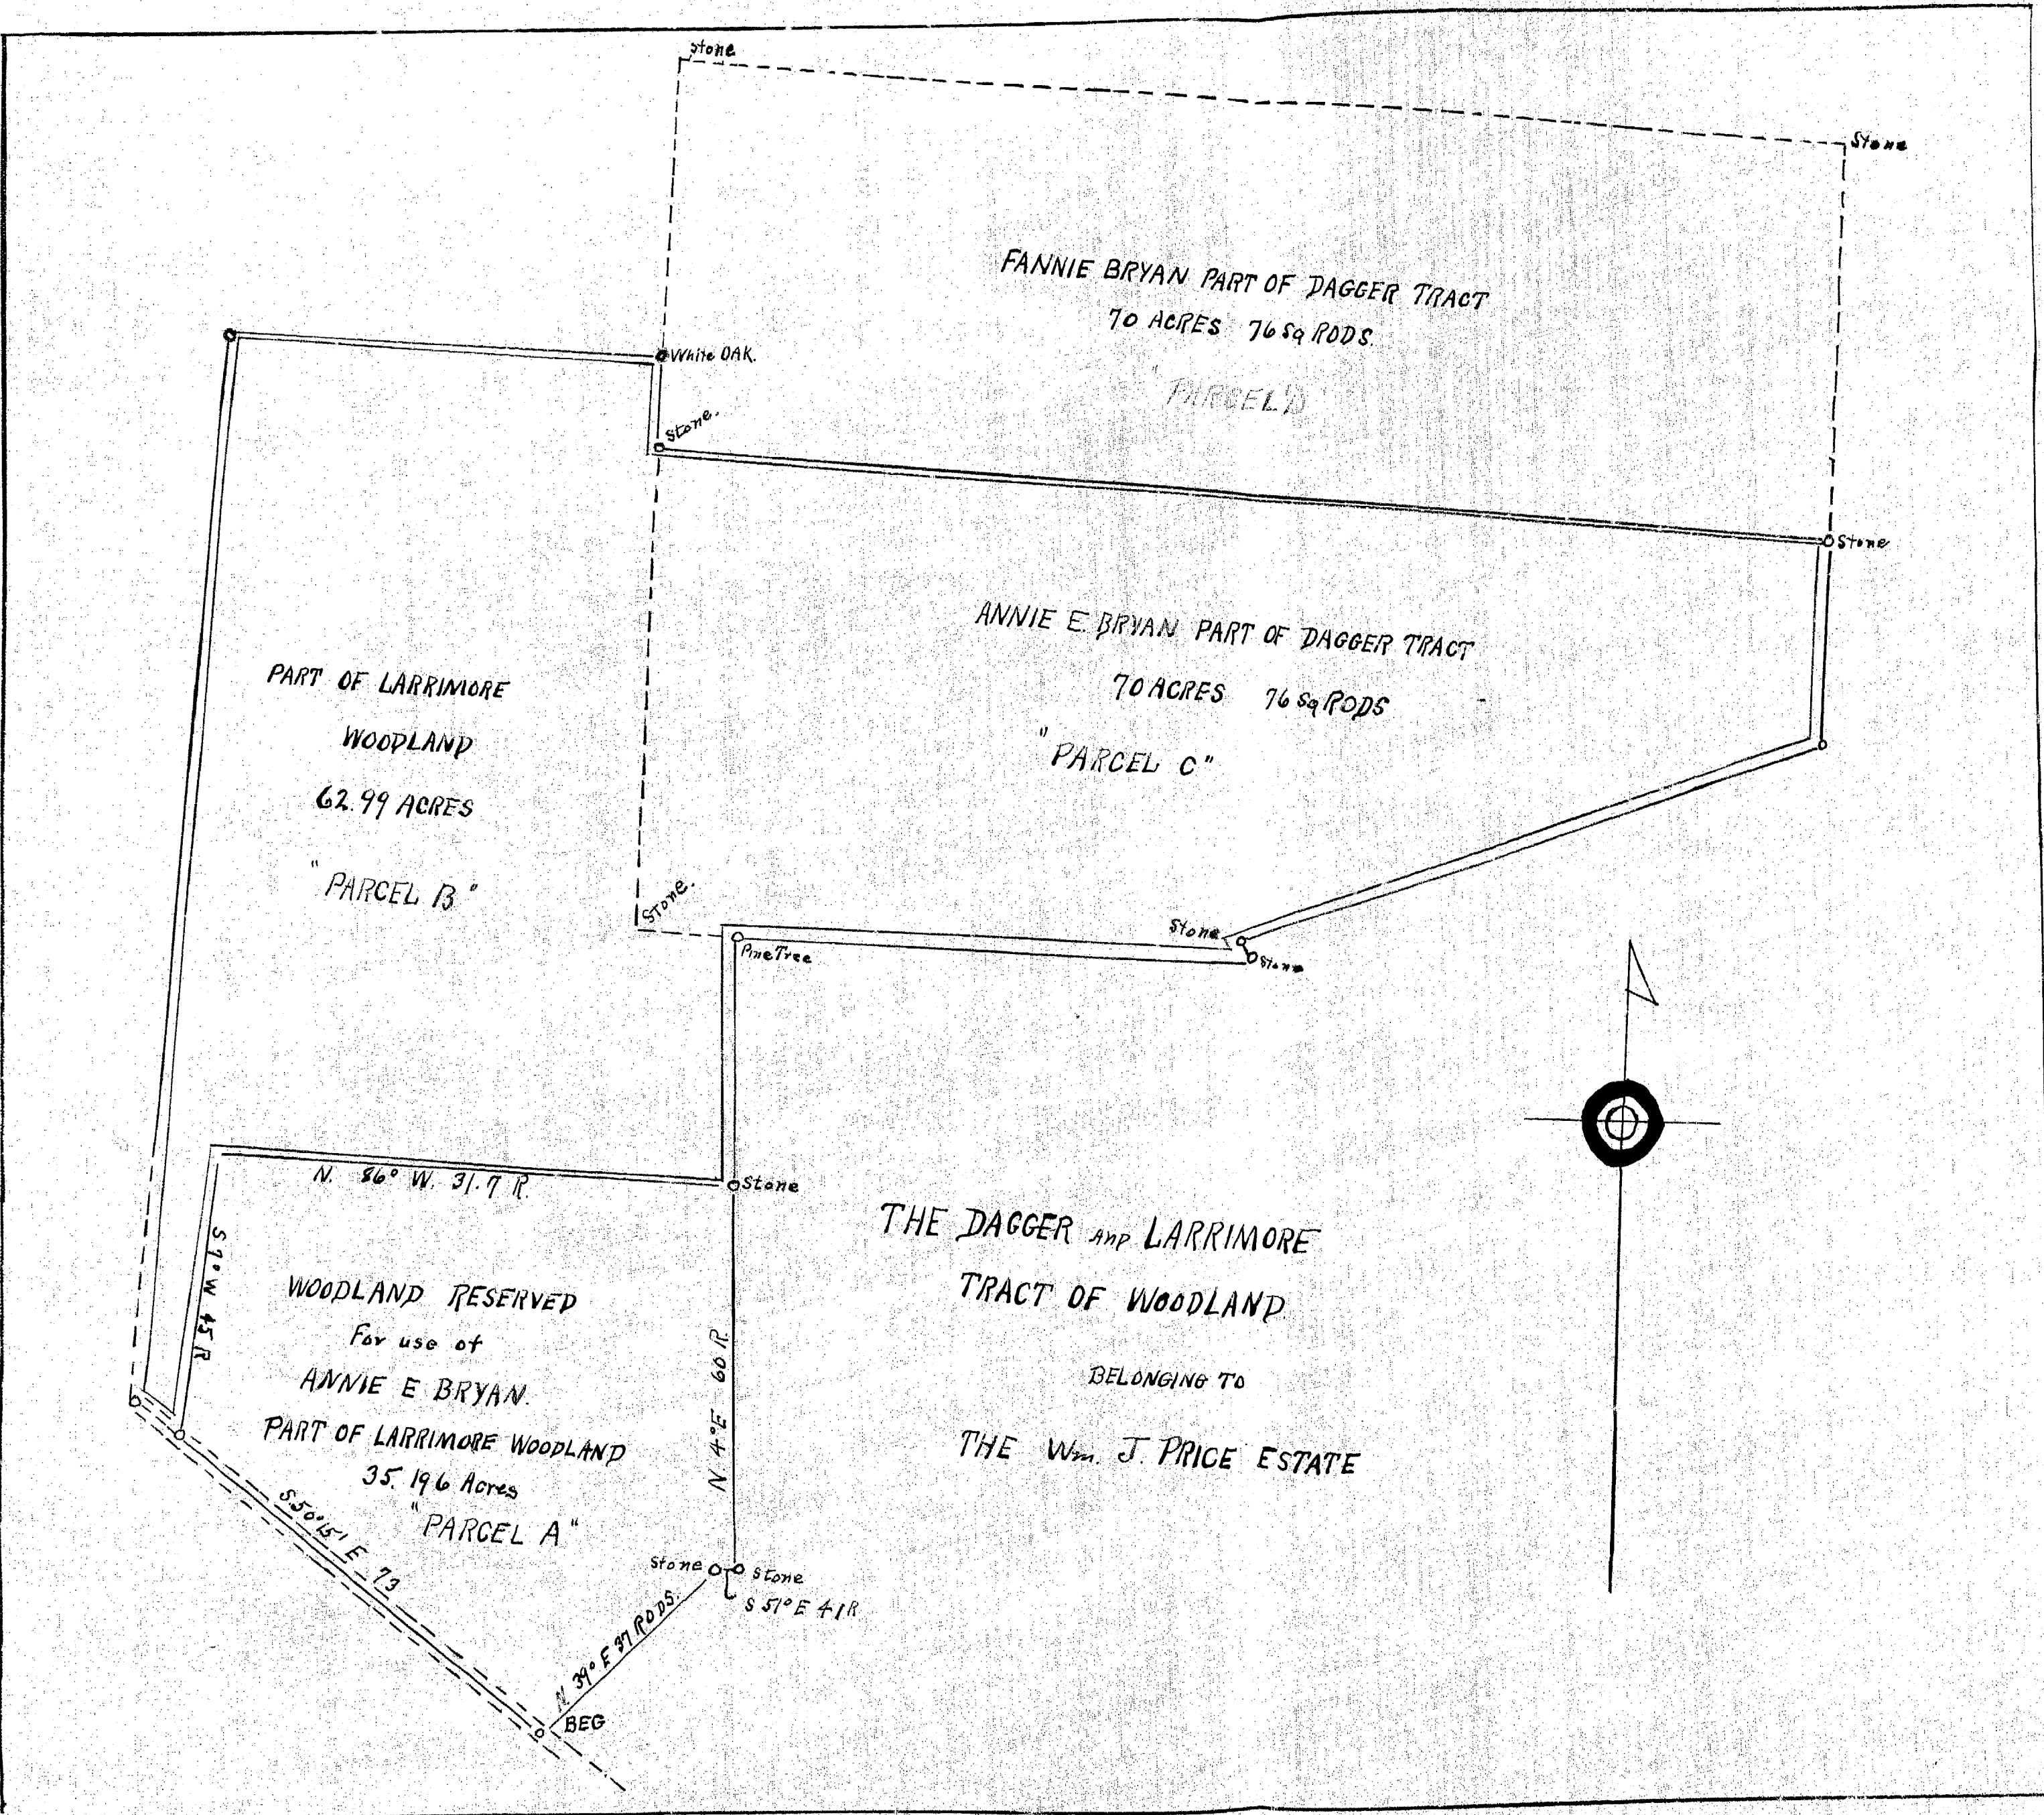 Stone
Stone
FANNIE BRYAN PART OF DAGGER TRACT
70 ACRES 76 Sq RODS.
"PARCEL D
White OAK.
Stone.
Stone
ANNIE E. BRYAN PART OF DAGGER TRACT
70 ACRES 76 Sq RODS
"PARCEL C"
PART OF LARRIMORE
WOODLAND
62.99 ACRES
"PARCEL B"
Stone.
Pine Tree
Stone
Stone
N. 86° W. 31.7 R.
Stone
S 7° W 45 R
WOODLAND RESERVED
For use of
ANNIE E BRYAN.
PART OF LARRIMORE WOODLAND
35.196 Acres
"PARCEL A"
N 4° E 60 R.
S 50° 15' E 73
Stone
Stone
S 51° E 4.1 R
N. 39° E 37 RODS.
BEG
THE DAGGER AND LARRIMORE
TRACT OF WOODLAND.
BELONGING TO
THE Wm. J. PRICE ESTATE